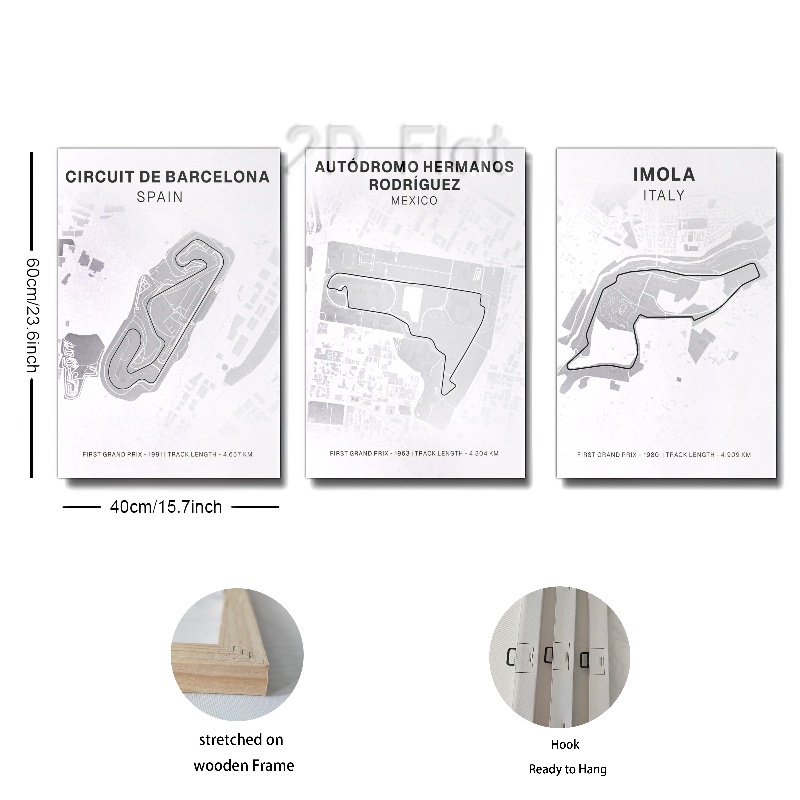 2D Flat
CIRCUIT DE BARCELONA
SPAIN
AUTÓDROMO HERMANOS
RODRÍGUEZ
MEXICO
IMOLA
ITALY
60cm/23.6inch
FIRST GRAND PRIX - 1991 | TRACK LENGTH - 4.657 KM
FIRST GRAND PRIX - 1963 | TRACK LENGTH - 4.304 KM
FIRST GRAND PRIX - 1980 | TRACK LENGTH - 4.909 KM
40cm/15.7inch
stretched on
wooden Frame
Hook
Ready to Hang